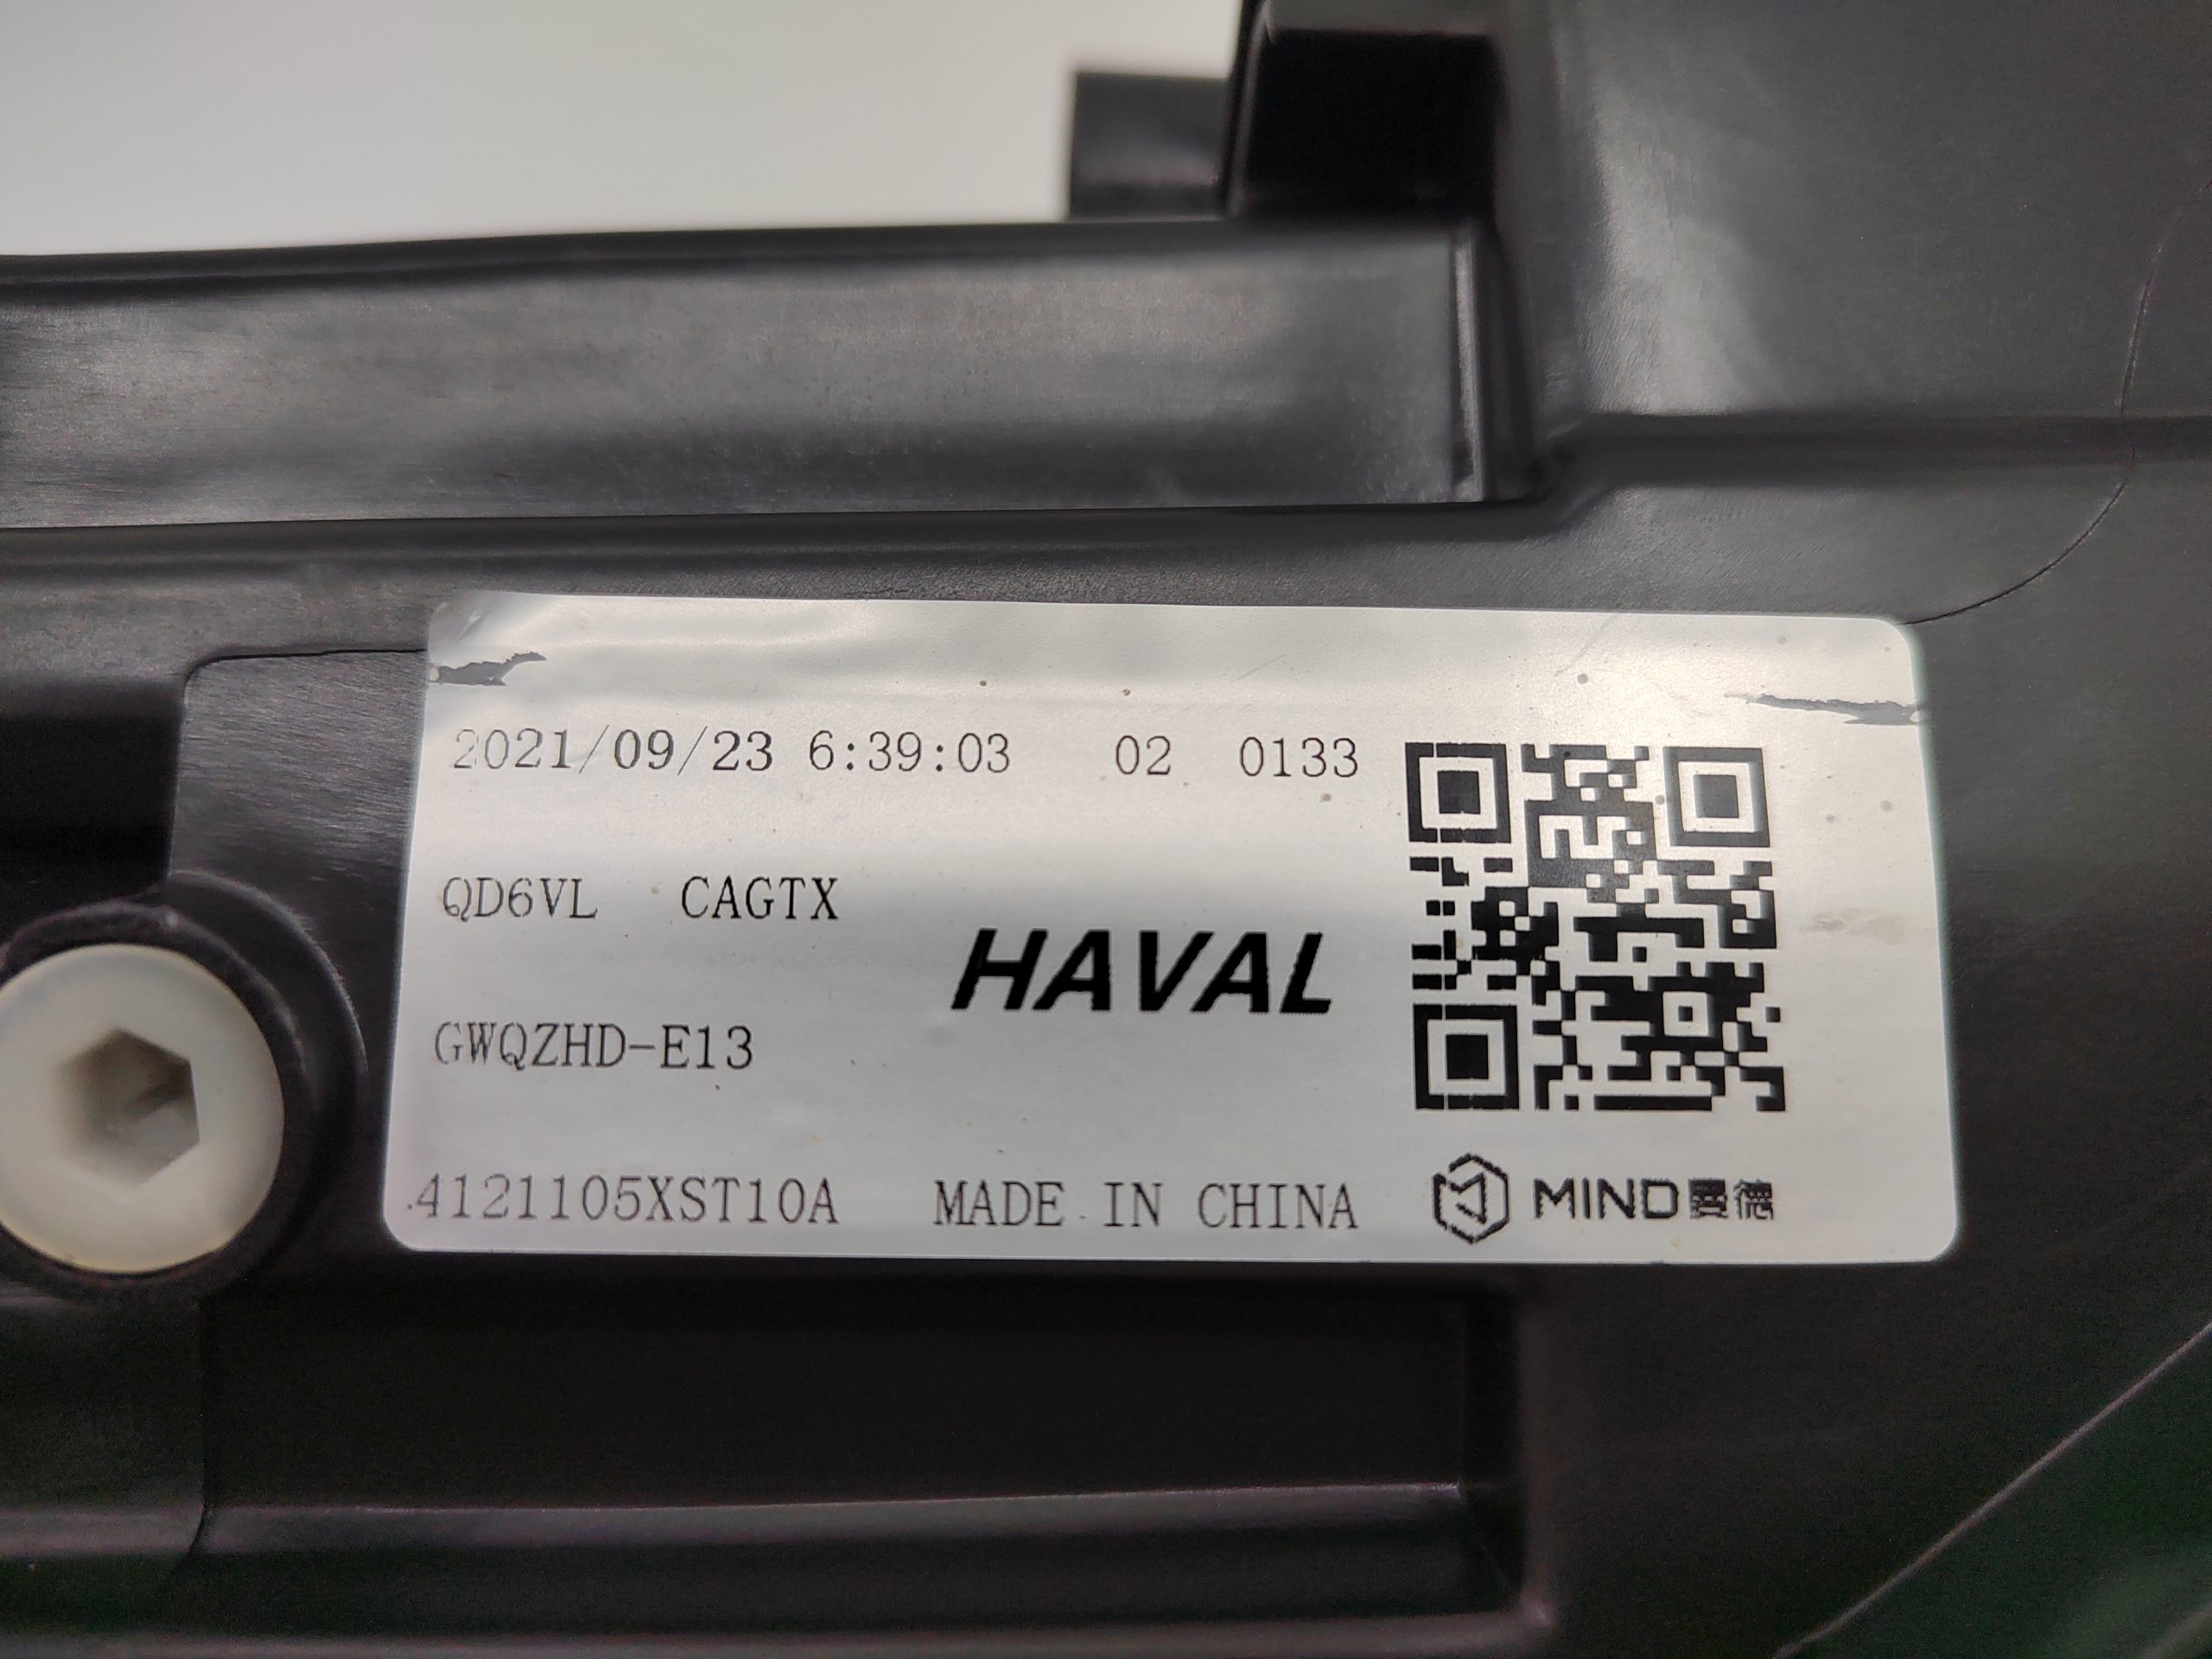 2021/09/23 6:39:03 02 0133
QD6VL CAGTX
HAVAL
GWQZHD-E13
4121105XST10A MADE IN CHINA MIND曼德